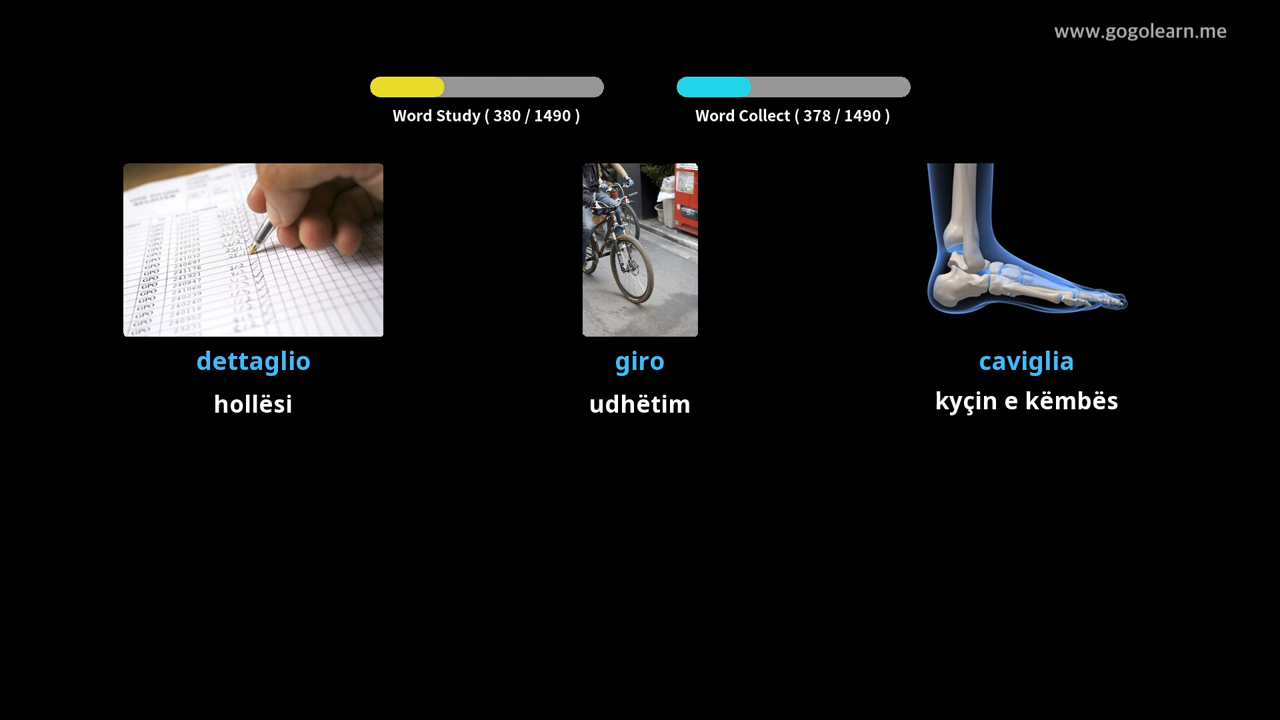 www.gogolearn.me
Word Study ( 380 / 1490 )
Word Collect ( 378 / 1490 )
dettaglio
giro
caviglia
hollësi
udhëtim
kyçin e këmbës